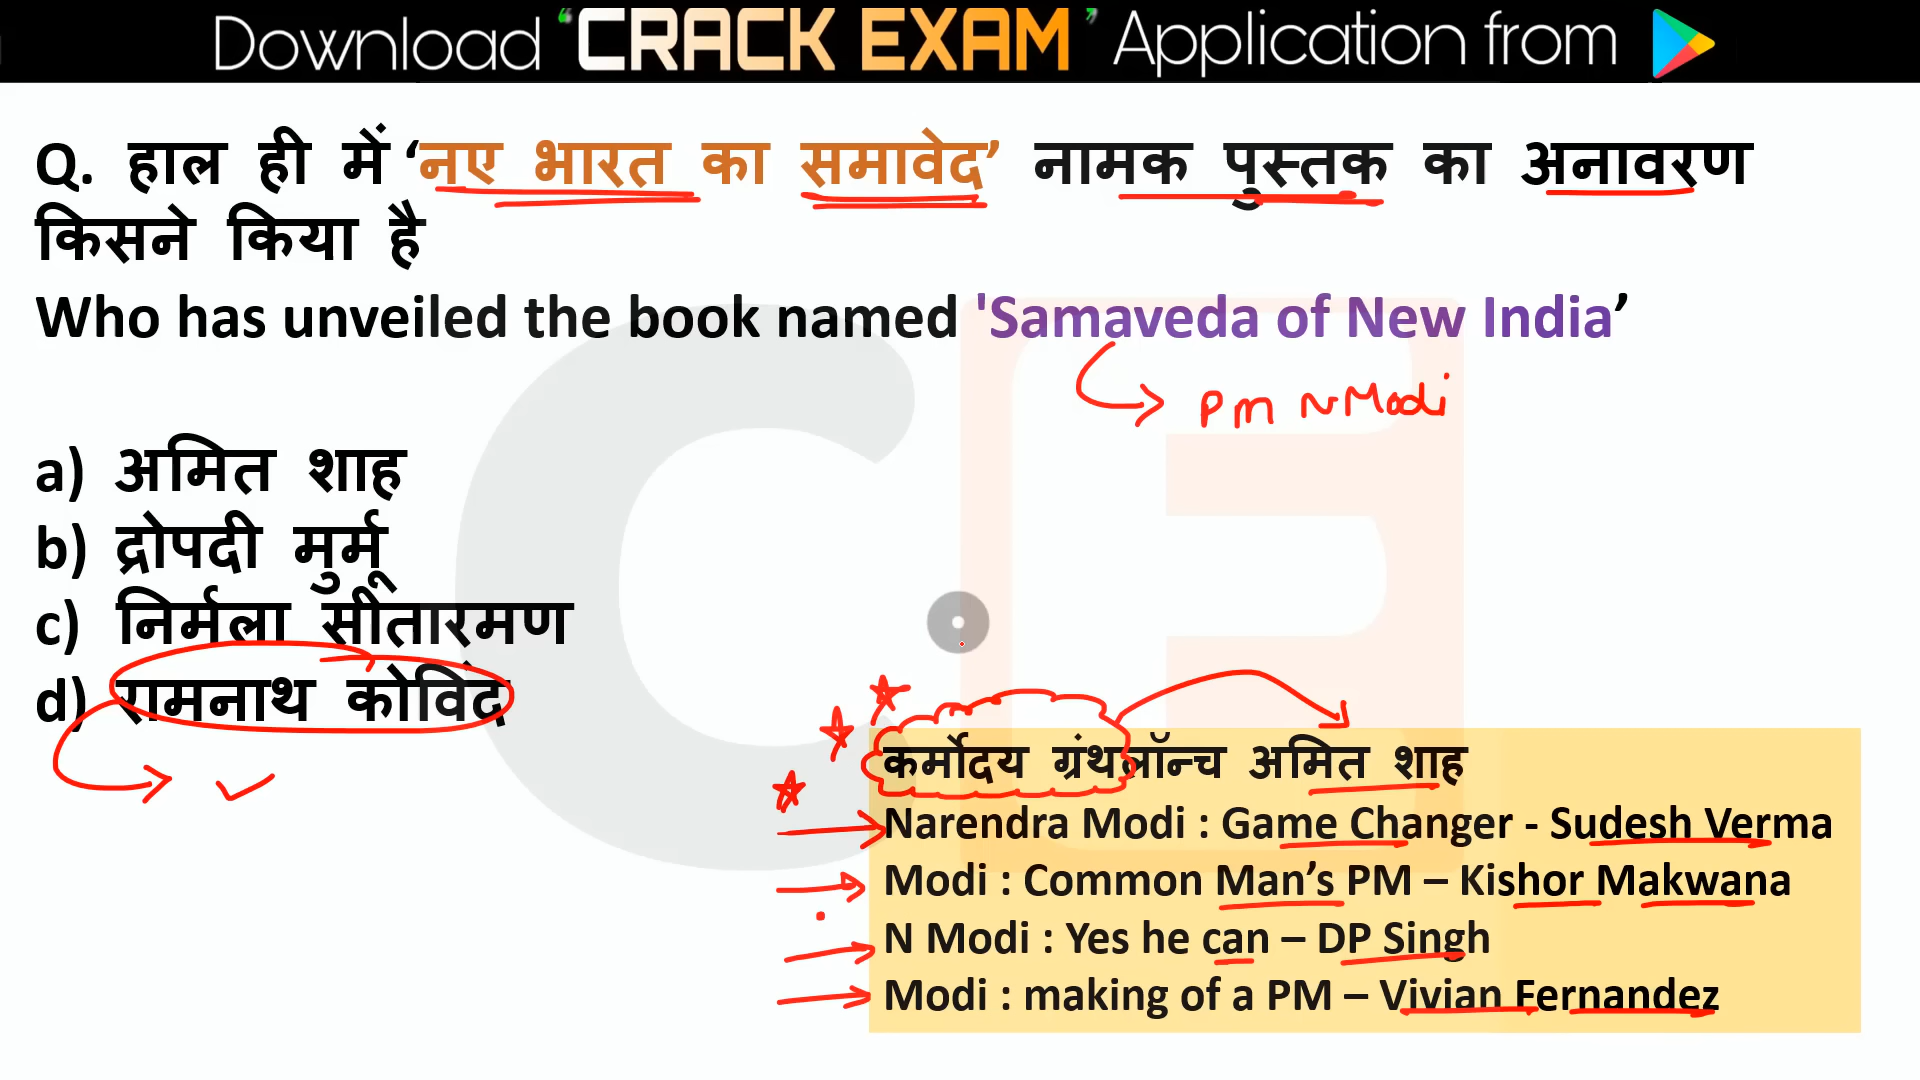 Download ‘CRACK EXAM’ Application from
Q. हाल ही में ‘नए भारत का समावेद’ नामक पुस्तक का अनावरण
किसने किया है
Who has unveiled the book named 'Samaveda of New India’
PM N Modi
a) अमित शाह
b) द्रोपदी मुर्मू
c) निर्मला सीतारमण
d) रामनाथ कोविंद
कर्मोदय ग्रंथ लॉन्च अमित शाह
Narendra Modi : Game Changer - Sudesh Verma
Modi : Common Man’s PM – Kishor Makwana
N Modi : Yes he can – DP Singh
Modi : making of a PM – Vivian Fernandez
CE